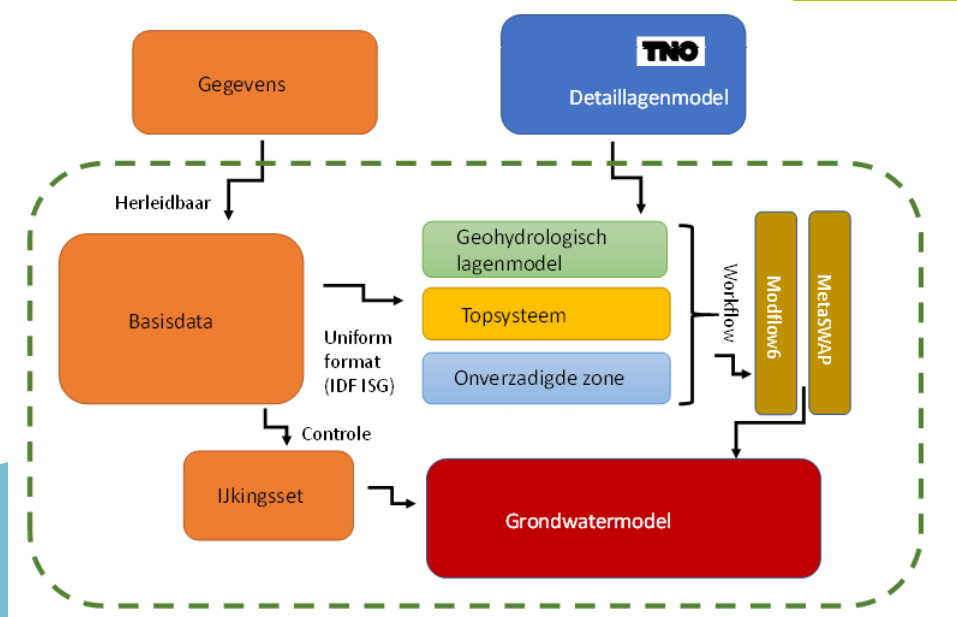 Gegevens
TNO
Detaillagenmodel
Herleidbaar
Basisdata
Uniform
format
(IDF ISG)
Geohydrologisch
lagenmodel
Topsysteem
Onverzadigde zone
Workflow
Modflow6
MetaSWAP
Controle
IJkingsset
Grondwatermodel